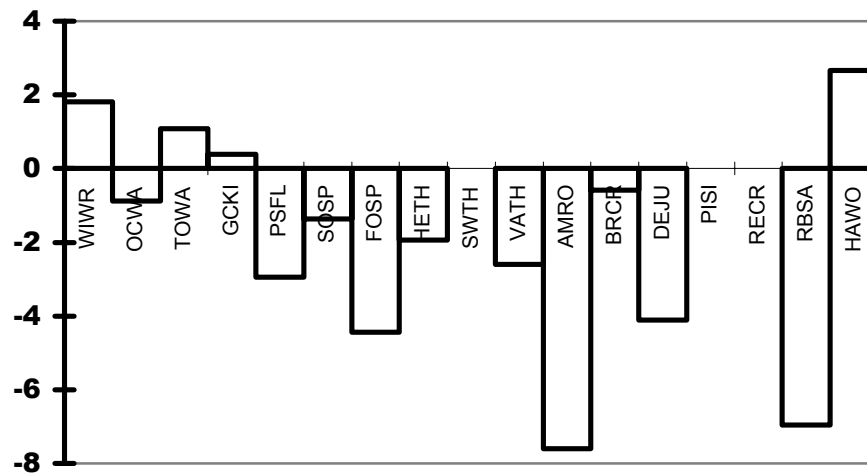 4
2
0
-2
-4
-6
-8
WIWR
OCWA
TOWA
GCKI
PSFL
SOSP
FOSP
HETH
SWTH
VATH
AMRO
BRCR
DEJU
PISI
RECR
RBSA
HAWO